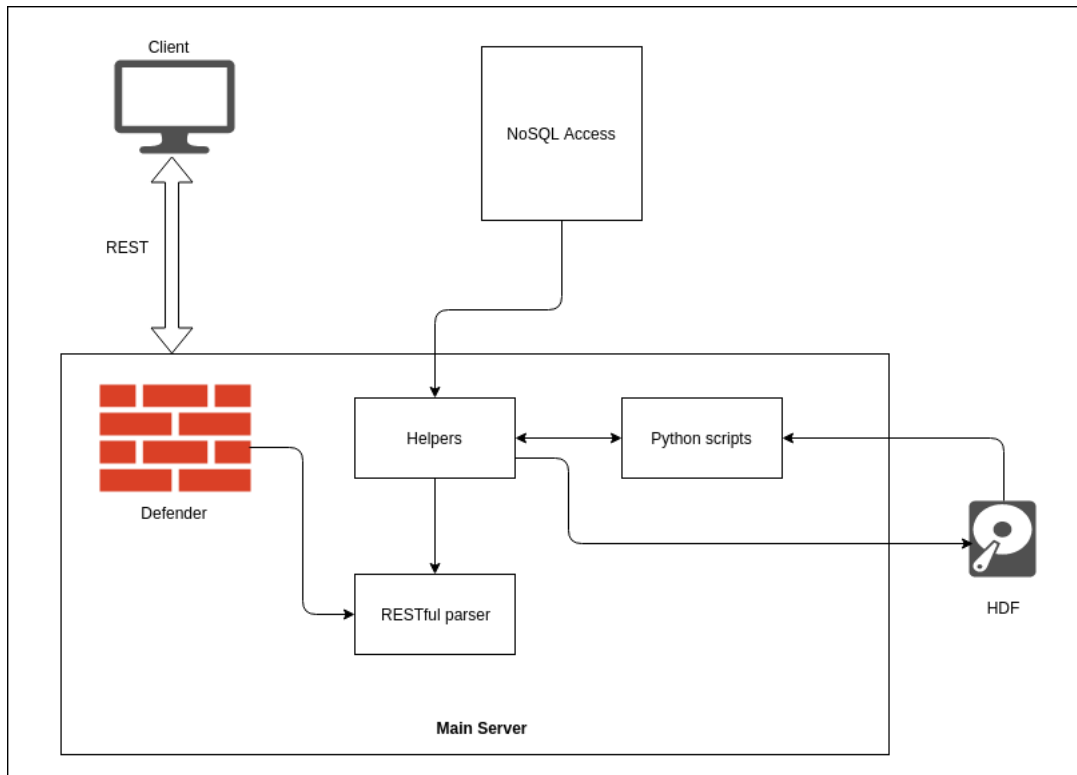 Client
NoSQL Access
REST
Helpers
Python scripts
Defender
RESTful parser
HDF
Main Server